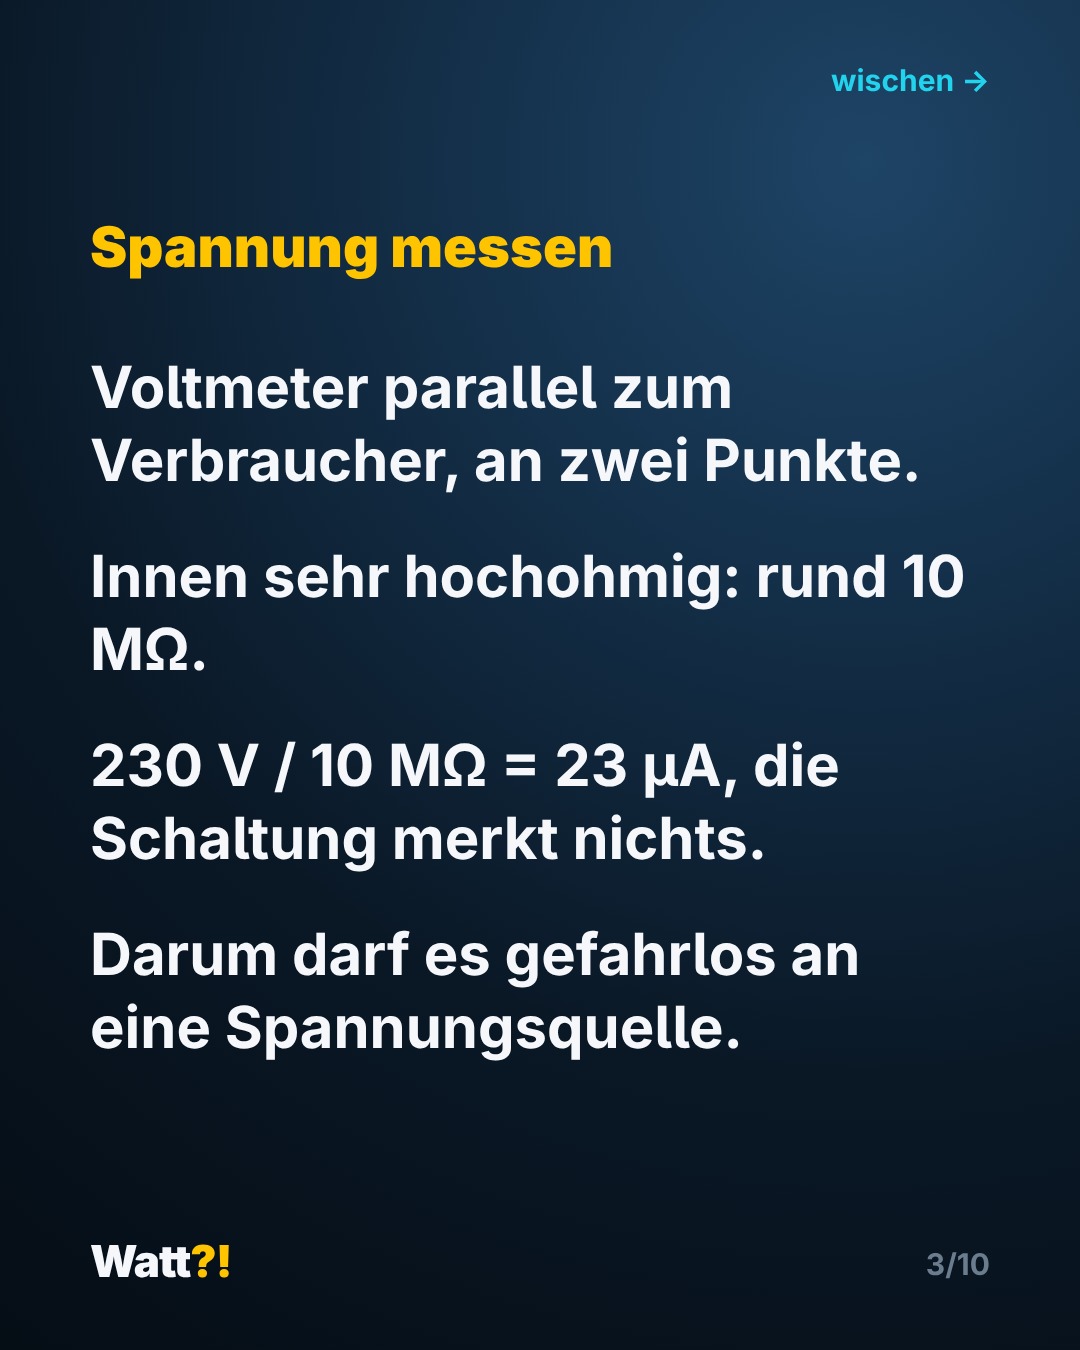 wischen →
Spannung messen
Voltmeter parallel zum
Verbraucher, an zwei Punkte.
Innen sehr hochohmig: rund 10
MΩ.
230 V / 10 MΩ = 23 µA, die
Schaltung merkt nichts.
Darum darf es gefahrlos an
eine Spannungsquelle.
Watt?!
3/10